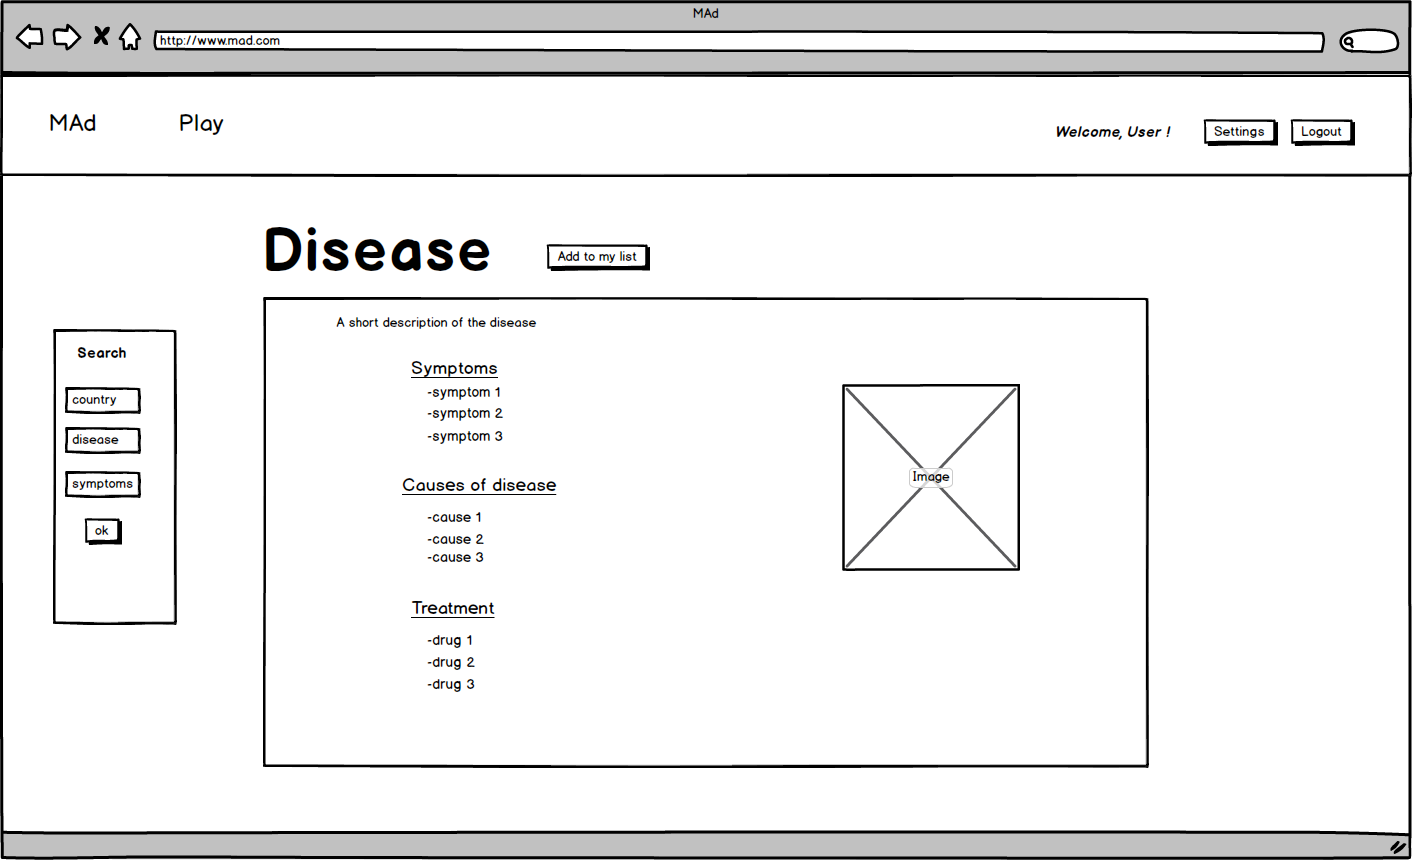 MAd
http://www.mad.com
MAd
Play
Welcome, User !
Settings
Logout
Disease
Add to my list
Search
country
disease
symptoms
ok
A short description of the disease
Symptoms
-symptom 1
-symptom 2
-symptom 3
Causes of disease
-cause 1
-cause 2
-cause 3
Treatment
-drug 1
-drug 2
-drug 3
Image